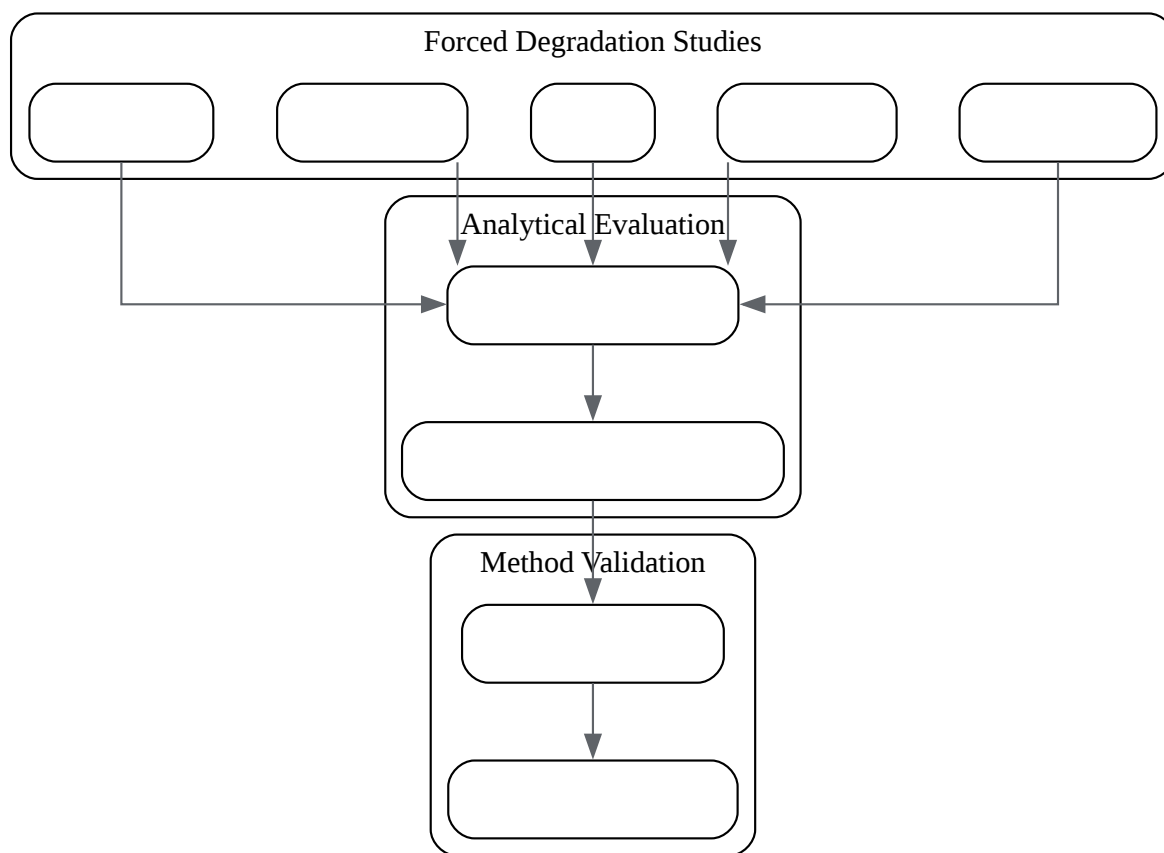 Forced Degradation Studies
Analytical Evaluation
Method Validation